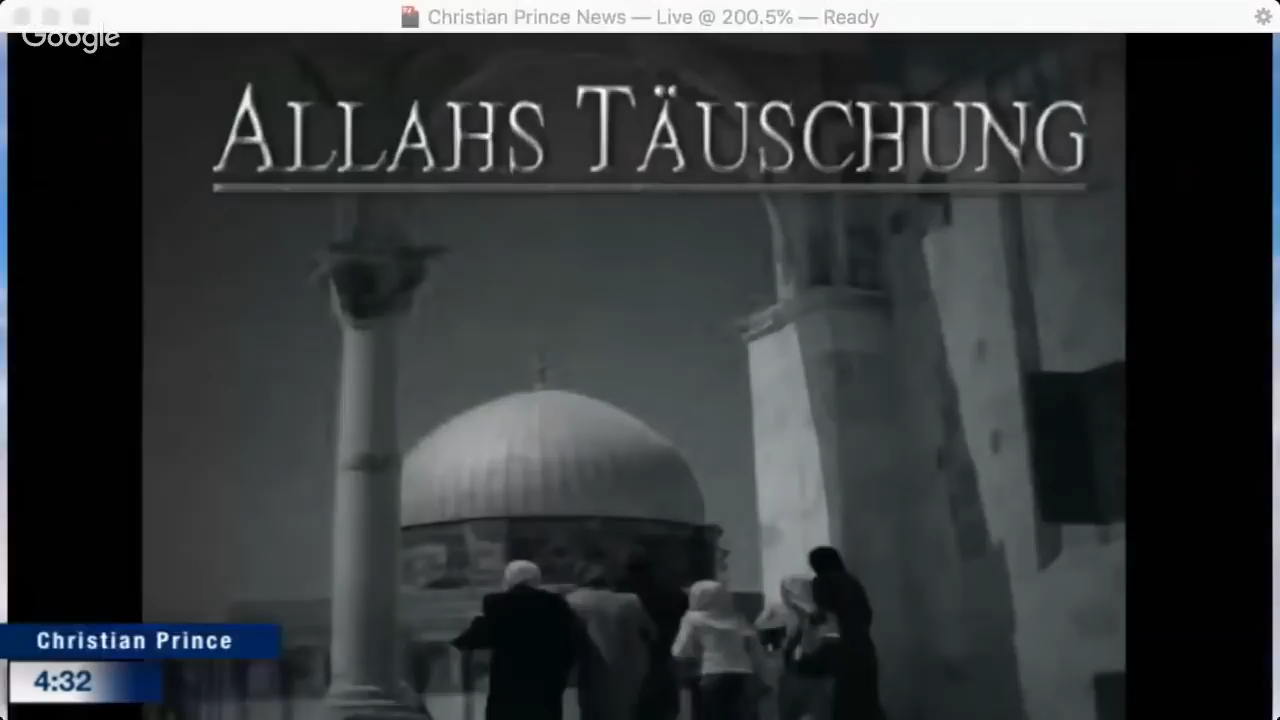 Christian Prince News — Live @ 200.5% — Ready
Google
ALLAHS TÄUSCHUNG
Christian Prince
4:32